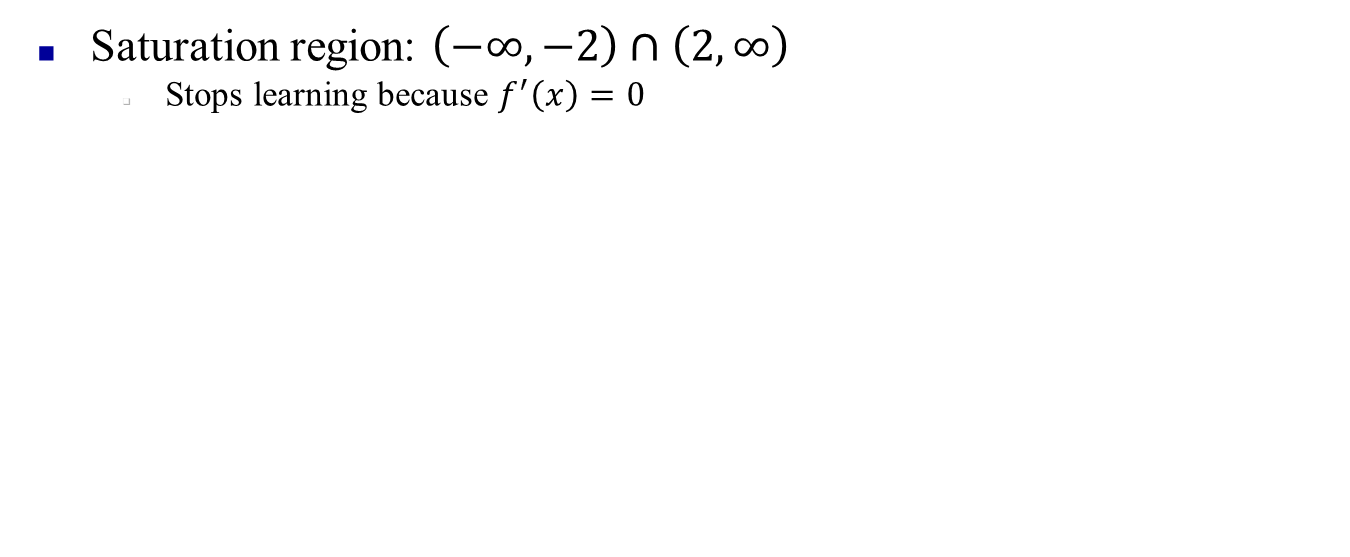 Saturation region: (−∞, −2) ∩ (2, ∞)
Stops learning because f′(x) = 0